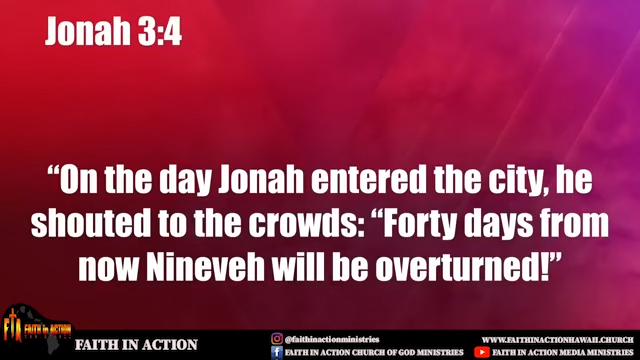 Jonah 3:4
“On the day Jonah entered the city, he
shouted to the crowds: “Forty days from
now Nineveh will be overturned!”
FAITH in ACTION
FAITH IN ACTION
@faithinactionministries
FAITH IN ACTION CHURCH OF GOD MINISTRIES
WWW.FAITHINACTIONHAWAII.CHURCH
FAITH IN ACTION MEDIA MINISTRIES